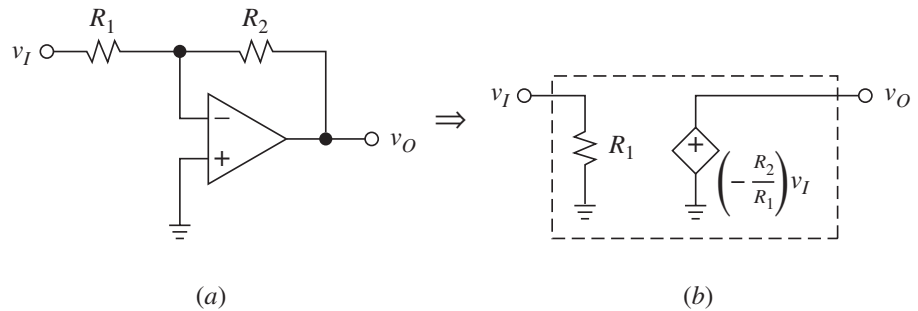 R1 R2
vI
−
+
vO
⇒
vI
R1
+
(− R2/R1) vI
vO
(a) (b)